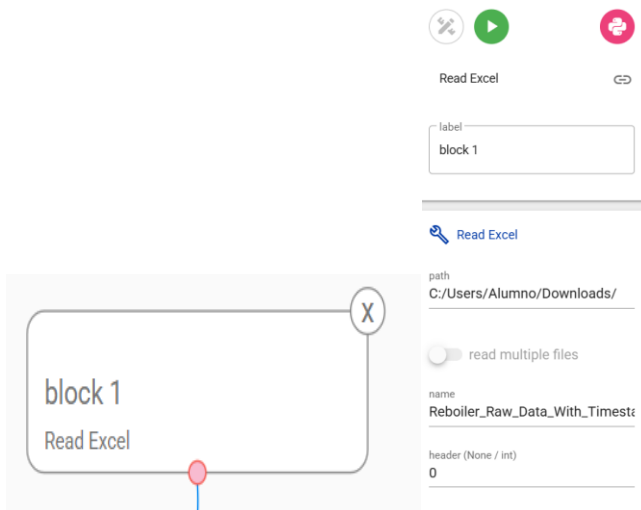 Read Excel
label
block 1
Read Excel
path
C:/Users/Alumno/Downloads/
read multiple files
name
Reboiler_Raw_Data_With_Timesta
header (None / int)
0
X
block 1
Read Excel